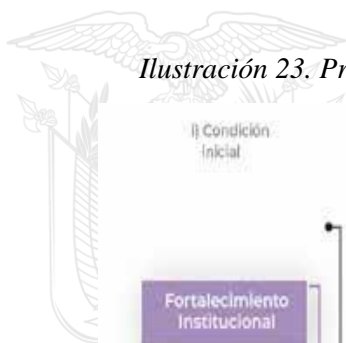 Ilustración 23. Pr
i) Condición
Inicial
Fortalecimiento
Institucional